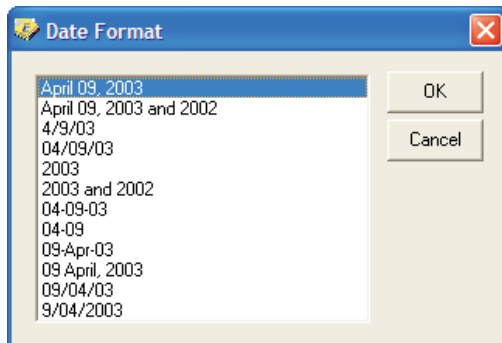 Date Format
April 09, 2003
April 09, 2003 and 2002
4/9/03
04/09/03
2003
2003 and 2002
04-09-03
04-09
09-Apr-03
09 April, 2003
09/04/03
9/04/2003
OK
Cancel